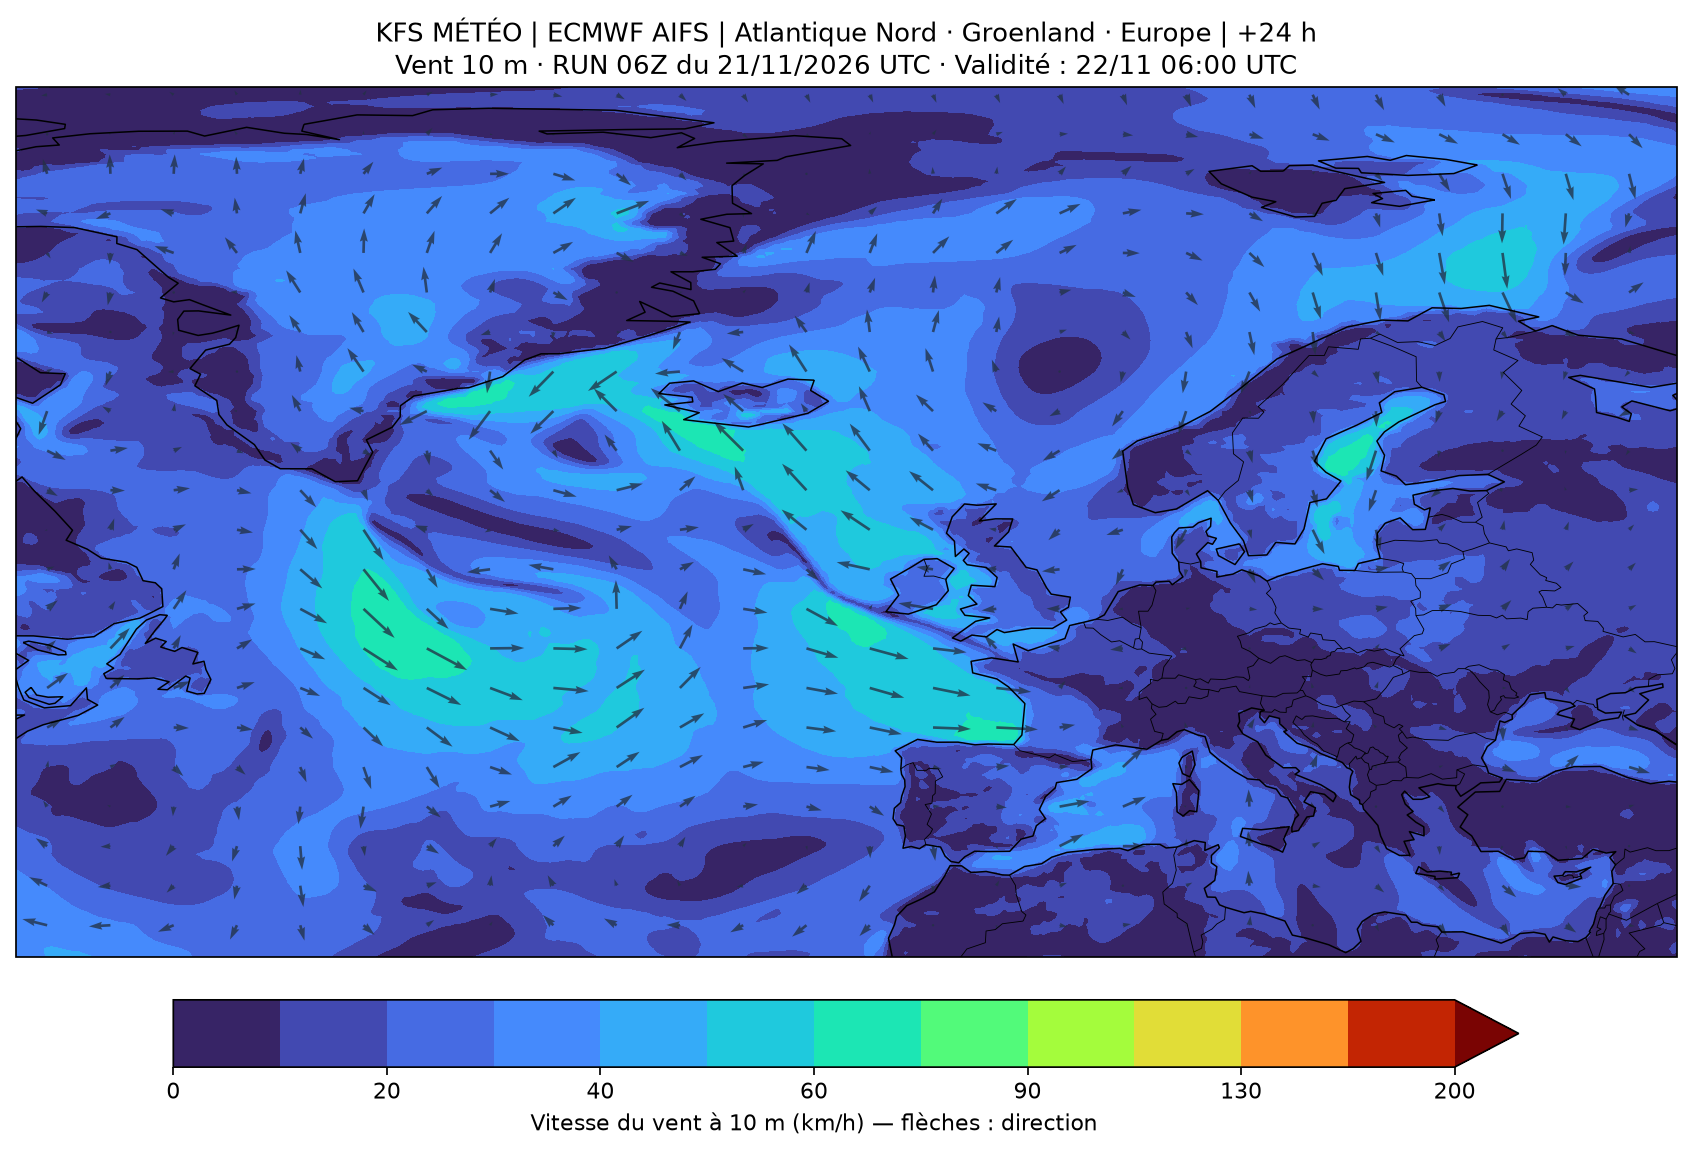 KFS MÉTÉO | ECMWF AIFS | Atlantique Nord · Groenland · Europe | +24 h
Vent 10 m · RUN 06Z du 21/11/2026 UTC · Validité : 22/11 06:00 UTC
0 20 40 60 90 130 200
Vitesse du vent à 10 m (km/h) — flèches : direction